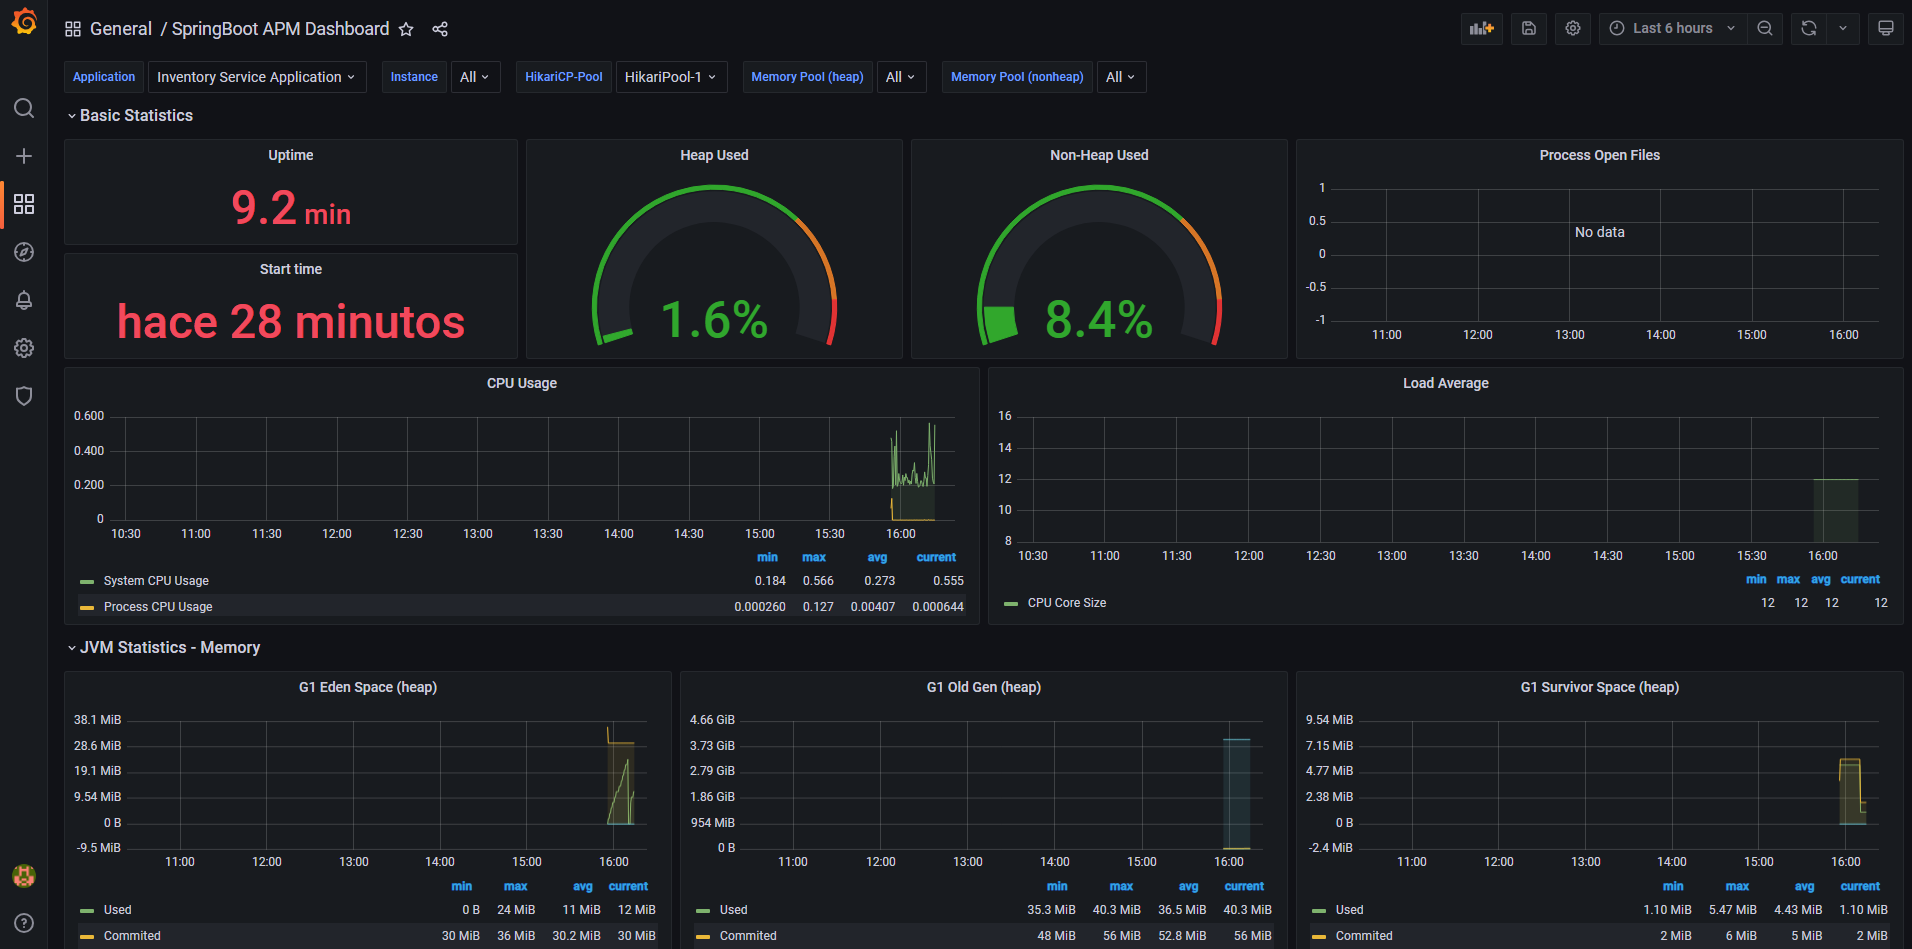 General / SpringBoot APM Dashboard
Last 6 hours
Application Inventory Service Application Instance All HikariCP-Pool HikariPool-1 Memory Pool (heap) All Memory Pool (nonheap) All
Basic Statistics
Uptime
9.2 min
Start time
hace 28 minutos
Heap Used
1.6%
Non-Heap Used
8.4%
Process Open Files
1
0.5
0
-0.5
-1
No data
11:00 12:00 13:00 14:00 15:00 16:00
CPU Usage
0.600
0.400
0.200
0
10:30 11:00 11:30 12:00 12:30 13:00 13:30 14:00 14:30 15:00 15:30 16:00
min max avg current
System CPU Usage 0.184 0.566 0.273 0.555
Process CPU Usage 0.000260 0.127 0.00407 0.000644
Load Average
16
14
12
10
8
10:30 11:00 11:30 12:00 12:30 13:00 13:30 14:00 14:30 15:00 15:30 16:00
min max avg current
CPU Core Size 12 12 12 12
JVM Statistics - Memory
G1 Eden Space (heap)
38.1 MiB
28.6 MiB
19.1 MiB
9.54 MiB
0 B
-9.5 MiB
11:00 12:00 13:00 14:00 15:00 16:00
min max avg current
Used 0 B 24 MiB 11 MiB 12 MiB
Commited 30 MiB 36 MiB 30.2 MiB 30 MiB
G1 Old Gen (heap)
4.66 GiB
3.73 GiB
2.79 GiB
1.86 GiB
954 MiB
0 B
11:00 12:00 13:00 14:00 15:00 16:00
min max avg current
Used 35.3 MiB 40.3 MiB 36.5 MiB 40.3 MiB
Commited 48 MiB 56 MiB 52.8 MiB 56 MiB
G1 Survivor Space (heap)
9.54 MiB
7.15 MiB
4.77 MiB
2.38 MiB
0 B
-2.4 MiB
11:00 12:00 13:00 14:00 15:00 16:00
min max avg current
Used 1.10 MiB 5.47 MiB 4.43 MiB 1.10 MiB
Commited 2 MiB 6 MiB 5 MiB 2 MiB